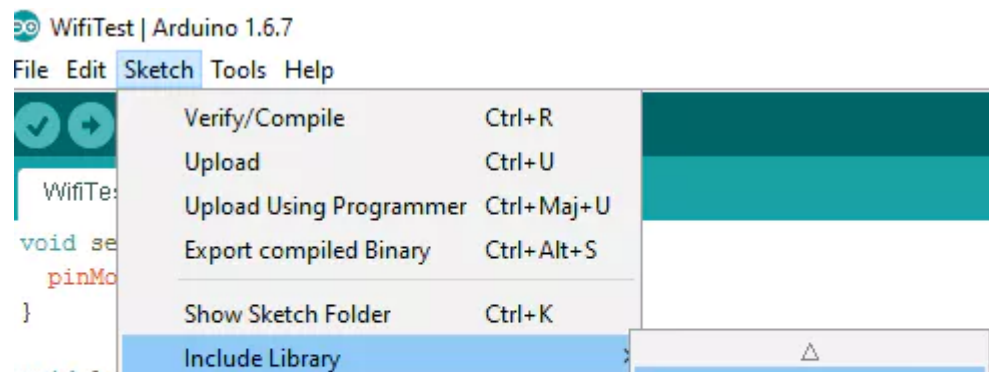 WifiTest | Arduino 1.6.7
File Edit Sketch Tools Help
Verify/Compile Ctrl+R
Upload Ctrl+U
WifiTes
Upload Using Programmer Ctrl+Maj+U
void se
Export compiled Binary Ctrl+Alt+S
pinMo
}
Show Sketch Folder Ctrl+K
Include Library